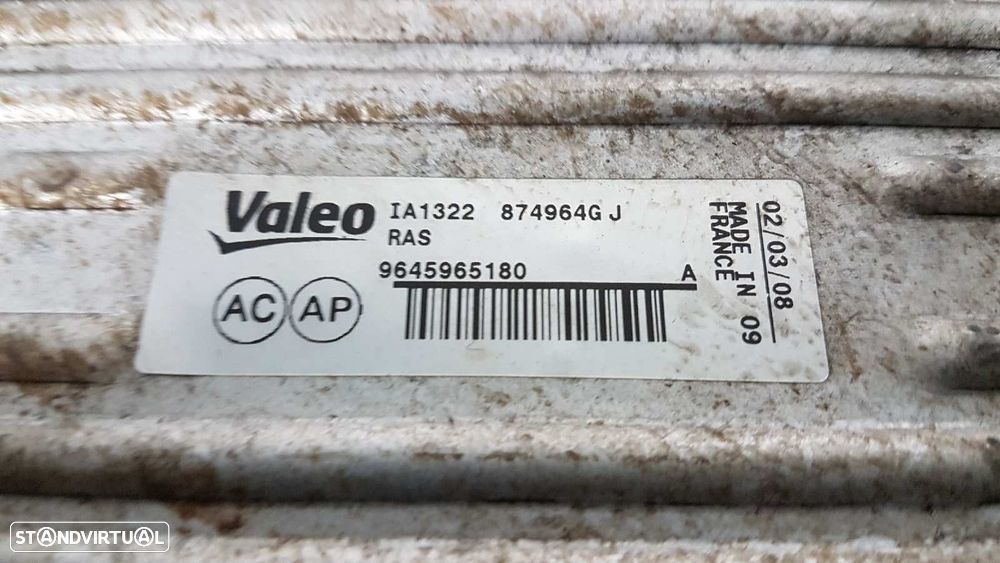 Valeo IA1322 874964G J
RAS
9645965180 A
AC AP
02/03/08
MADE IN 09
FRANCE
STANDVIRTUAL